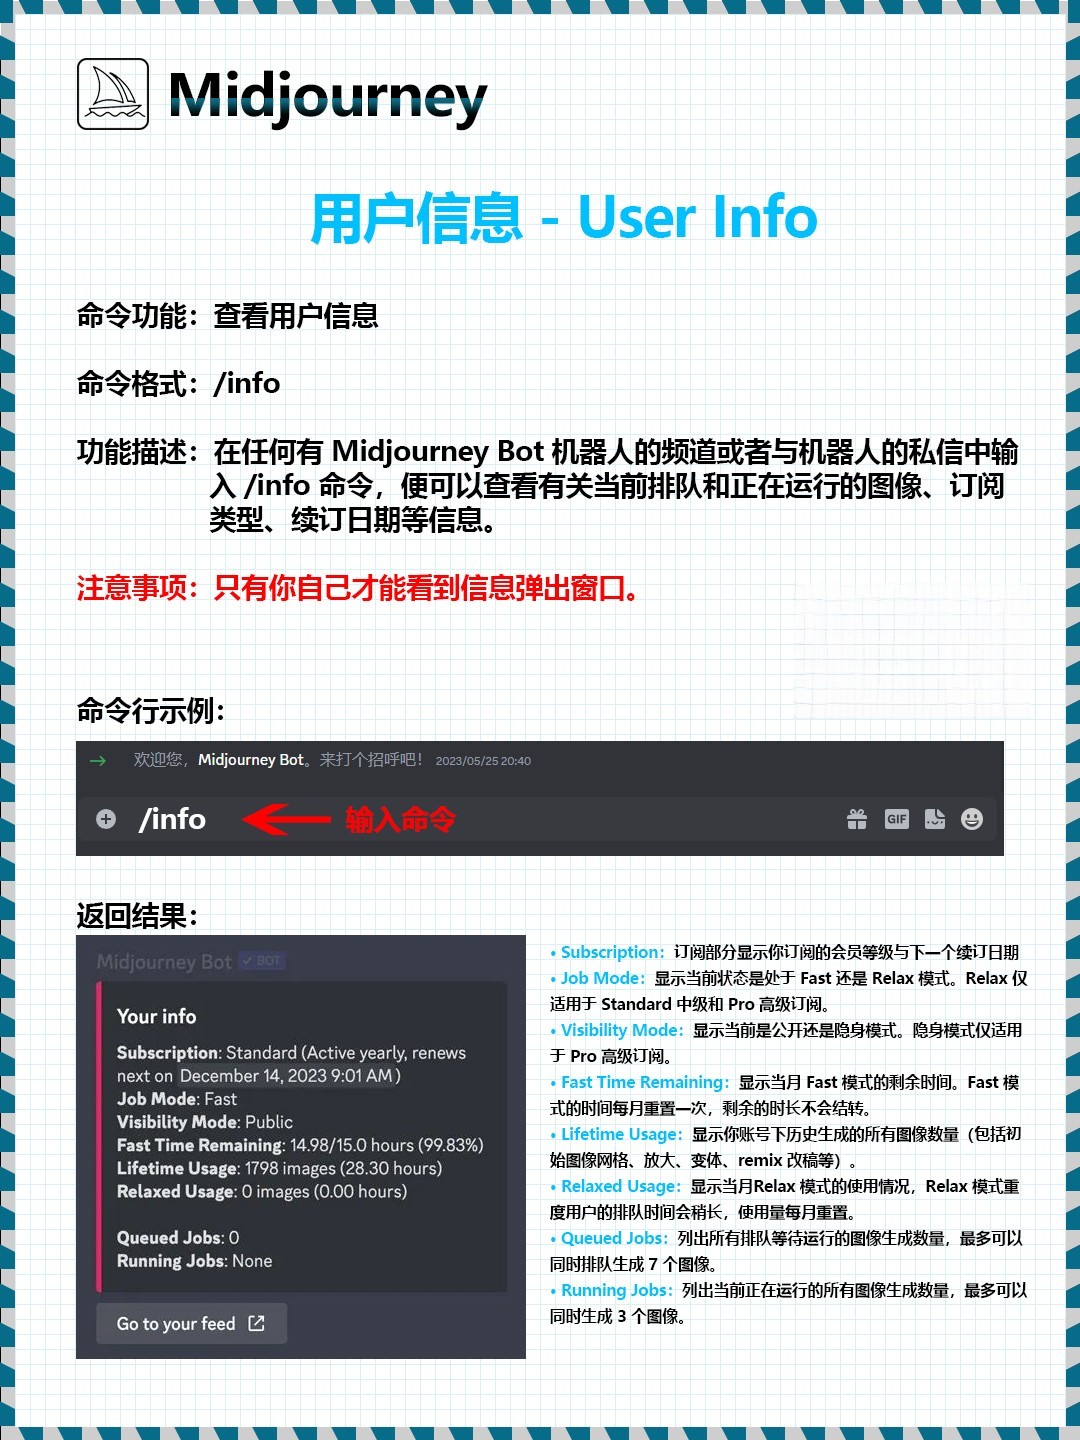 Midjourney
用户信息 - User Info
命令功能：查看用户信息
命令格式：/info
功能描述：在任何有 Midjourney Bot 机器人的频道或者与机器人的私信中输
入 /info 命令，便可以查看有关当前排队和正在运行的图像、订阅
类型、续订日期等信息。
注意事项：只有你自己才能看到信息弹出窗口。
命令行示例：
欢迎您，Midjourney Bot。来打个招呼吧！ 2023/05/25 20:40
/info 输入命令
GIF
返回结果：
Midjourney Bot ✓ BOT
Your info
Subscription: Standard (Active yearly, renews
next on December 14, 2023 9:01 AM)
Job Mode: Fast
Visibility Mode: Public
Fast Time Remaining: 14.98/15.0 hours (99.83%)
Lifetime Usage: 1798 images (28.30 hours)
Relaxed Usage: 0 images (0.00 hours)
Queued Jobs: 0
Running Jobs: None
Go to your feed
• Subscription：订阅部分显示你订阅的会员等级与下一个续订日期
• Job Mode：显示当前状态是处于 Fast 还是 Relax 模式。Relax 仅
适用于 Standard 中级和 Pro 高级订阅。
• Visibility Mode：显示当前是公开还是隐身模式。隐身模式仅适用
于 Pro 高级订阅。
• Fast Time Remaining：显示当月 Fast 模式的剩余时间。Fast 模
式的时间每月重置一次，剩余的时长不会结转。
• Lifetime Usage：显示你账号下历史生成的所有图像数量（包括初
始图像网格、放大、变体、remix 改稿等）。
• Relaxed Usage：显示当月Relax 模式的使用情况，Relax 模式重
度用户的排队时间会稍长，使用量每月重置。
• Queued Jobs：列出所有排队等待运行的图像生成数量，最多可以
同时排队生成 7 个图像。
• Running Jobs：列出当前正在运行的所有图像生成数量，最多可以
同时生成 3 个图像。